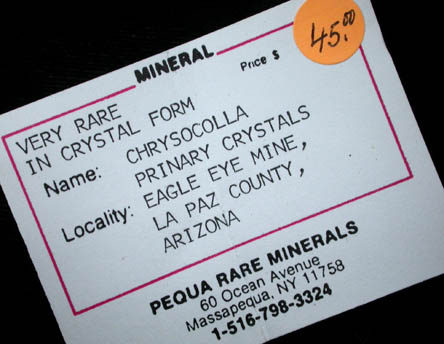 45.00
MINERAL
Price $
VERY RARE
IN CRYSTAL FORM
Name: CHRYSOCOLLA
PRINARY CRYSTALS
Locality: EAGLE EYE MINE,
LA PAZ COUNTY,
ARIZONA
PEQUA RARE MINERALS
60 Ocean Avenue
Massapequa, NY 11758
1-516-798-3324